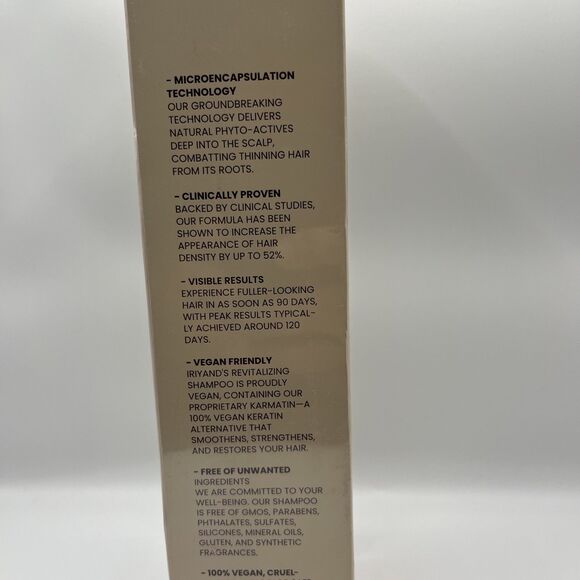 - MICROENCAPSULATION
TECHNOLOGY
OUR GROUNDBREAKING
TECHNOLOGY DELIVERS
NATURAL PHYTO-ACTIVES
DEEP INTO THE SCALP,
COMBATTING THINNING HAIR
FROM ITS ROOTS.
- CLINICALLY PROVEN
BACKED BY CLINICAL STUDIES,
OUR FORMULA HAS BEEN
SHOWN TO INCREASE THE
APPEARANCE OF HAIR
DENSITY BY UP TO 52%.
- VISIBLE RESULTS
EXPERIENCE FULLER-LOOKING
HAIR IN AS SOON AS 90 DAYS,
WITH PEAK RESULTS TYPICAL-
LY ACHIEVED AROUND 120
DAYS.
- VEGAN FRIENDLY
IRIYAND'S REVITALIZING
SHAMPOO IS PROUDLY
VEGAN, CONTAINING OUR
PROPRIETARY KARMATIN—A
100% VEGAN KERATIN
ALTERNATIVE THAT
SMOOTHENS, STRENGTHENS,
AND RESTORES YOUR HAIR.
- FREE OF UNWANTED
INGREDIENTS
WE ARE COMMITTED TO YOUR
WELL-BEING. OUR SHAMPOO
IS FREE OF GMOS, PARABENS,
PHTHALATES, SULFATES,
SILICONES, MINERAL OILS,
GLUTEN, AND SYNTHETIC
FRAGRANCES.
- 100% VEGAN, CRUEL-